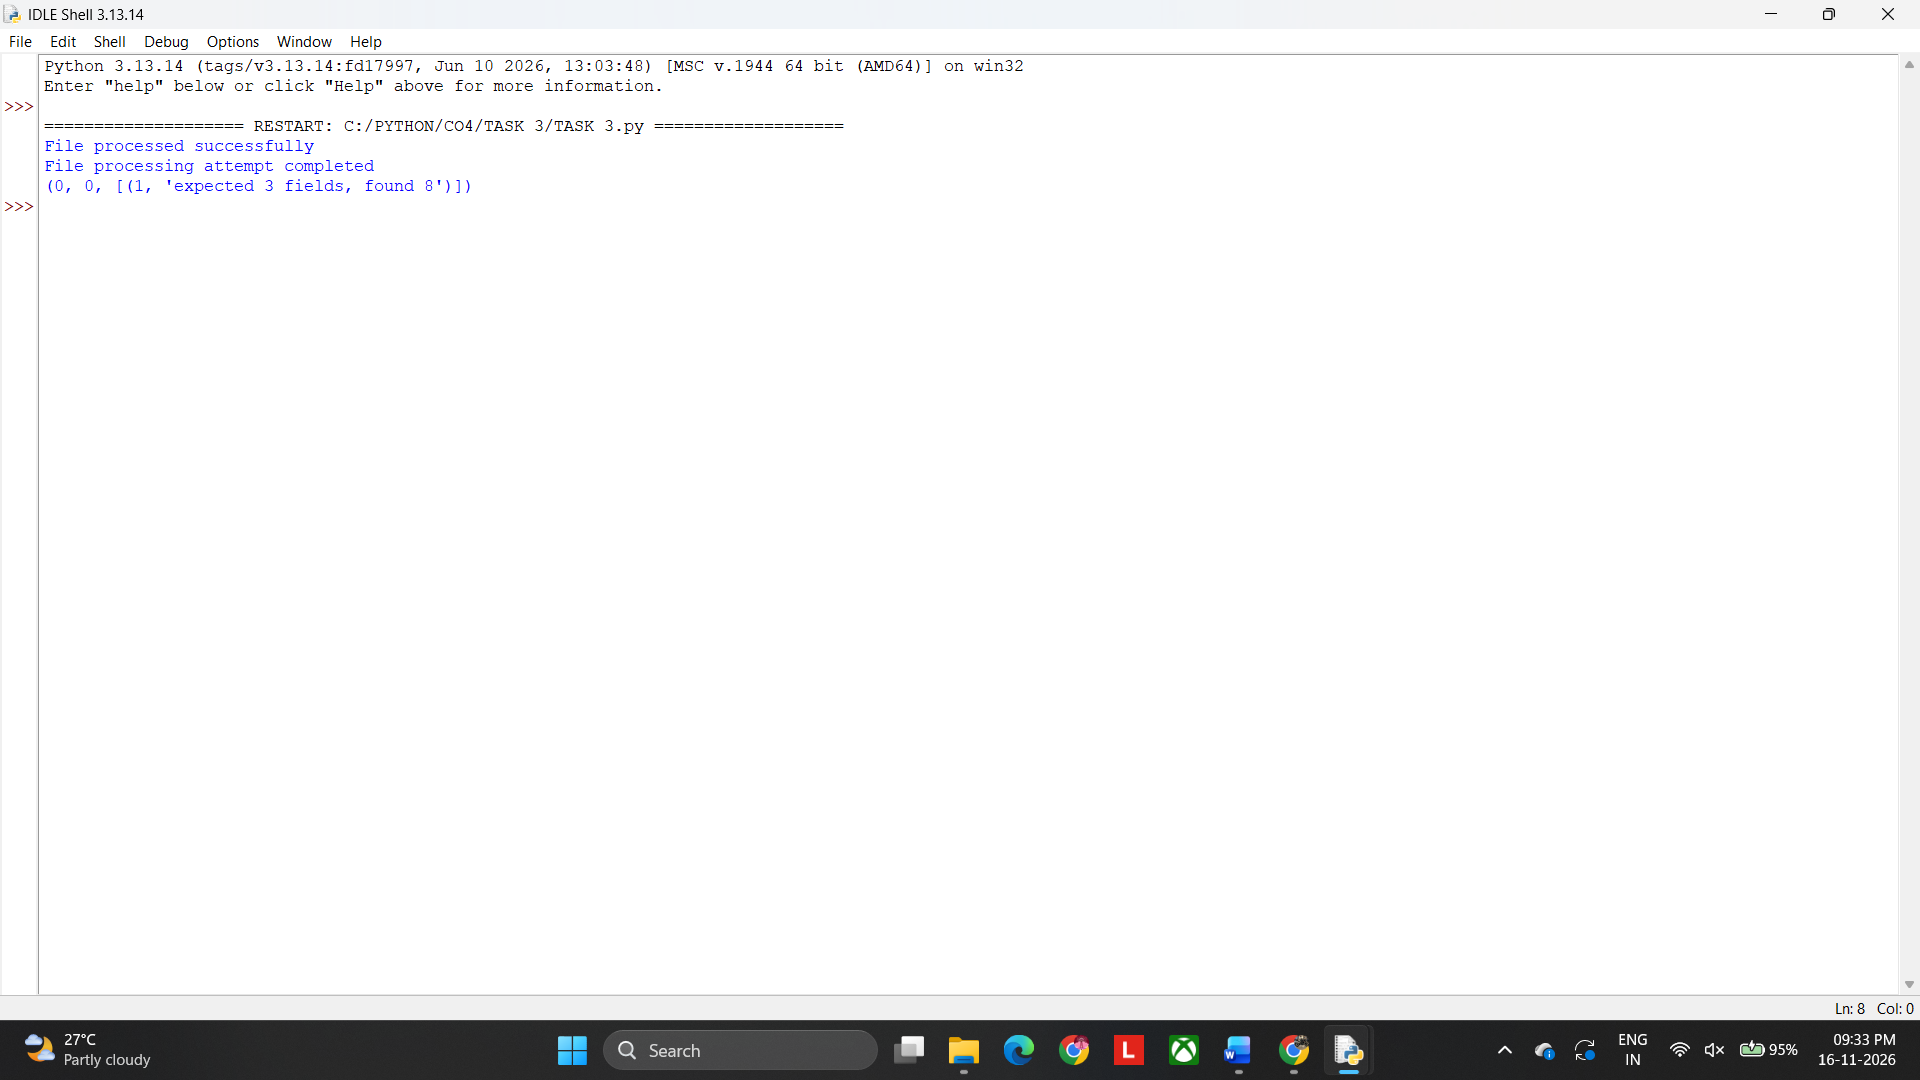 IDLE Shell 3.13.14
File Edit Shell Debug Options Window Help
Python 3.13.14 (tags/v3.13.14:fd17997, Jun 10 2026, 13:03:48) [MSC v.1944 64 bit (AMD64)] on win32
Enter "help" below or click "Help" above for more information.
>>>
==================== RESTART: C:/PYTHON/CO4/TASK 3/TASK 3.py ===================
File processed successfully
File processing attempt completed
(0, 0, [(1, 'expected 3 fields, found 8')])
>>>
Ln: 8 Col: 0
27°C
Partly cloudy
Search
L
W
ENG
IN
95%
09:33 PM
16-11-2026